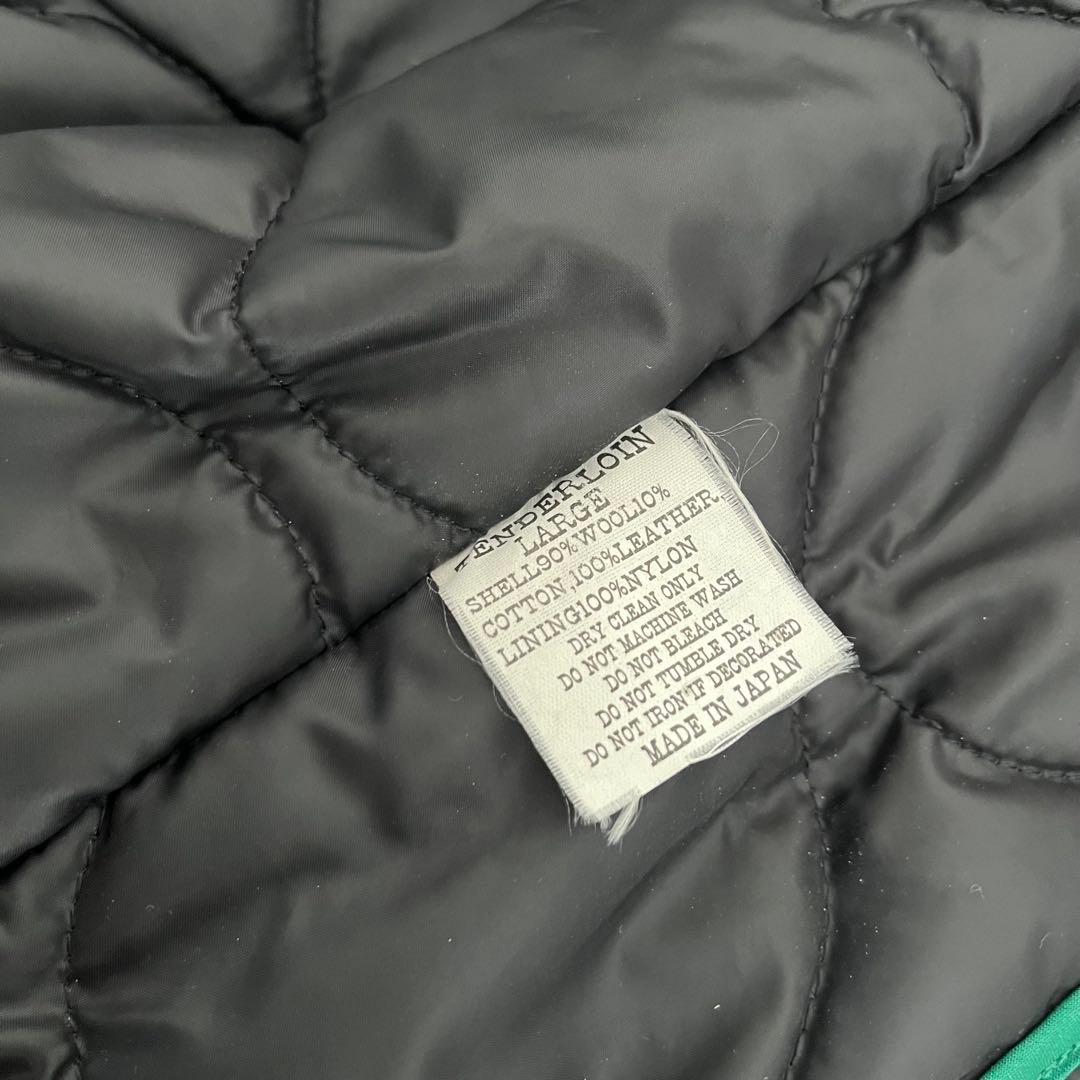 TENDERLOIN
LARGE
SHELL90%WOOL10%
COTTON,100%LEATHER.
LINING100%NYLON
DRY CLEAN ONLY
DO NOT MACHINE WASH
DO NOT BLEACH
DO NOT TUMBLE DRY
DO NOT IRON"IF DECORATED
MADE IN JAPAN